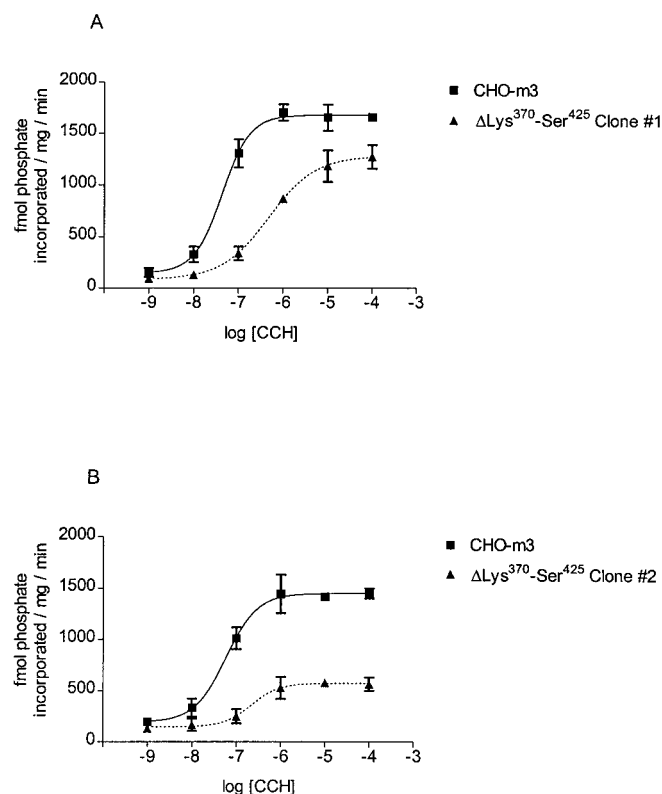 A
2000
1500
1000
500
0
fmol phosphate
incorporated / mg / min
-9 -8 -7 -6 -5 -4 -3
log [CCH]
CHO-m3
ΔLys³⁷⁰-Ser⁴²⁵ Clone #1
B
2000
1500
1000
500
0
fmol phosphate
incorporated / mg / min
-9 -8 -7 -6 -5 -4 -3
log [CCH]
CHO-m3
ΔLys³⁷⁰-Ser⁴²⁵ Clone #2